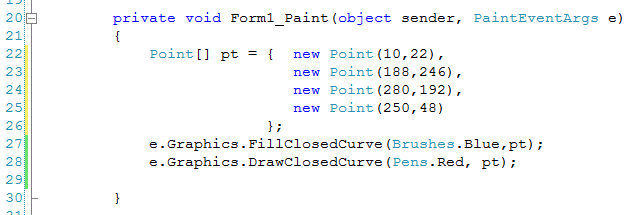 20 private void Form1_Paint(object sender, PaintEventArgs e)
21 {
22 Point[] pt = { new Point(10,22),
23 new Point(188,246),
24 new Point(280,192),
25 new Point(250,48)
26 };
27 e.Graphics.FillClosedCurve(Brushes.Blue,pt);
28 e.Graphics.DrawClosedCurve(Pens.Red, pt);
29
30 }